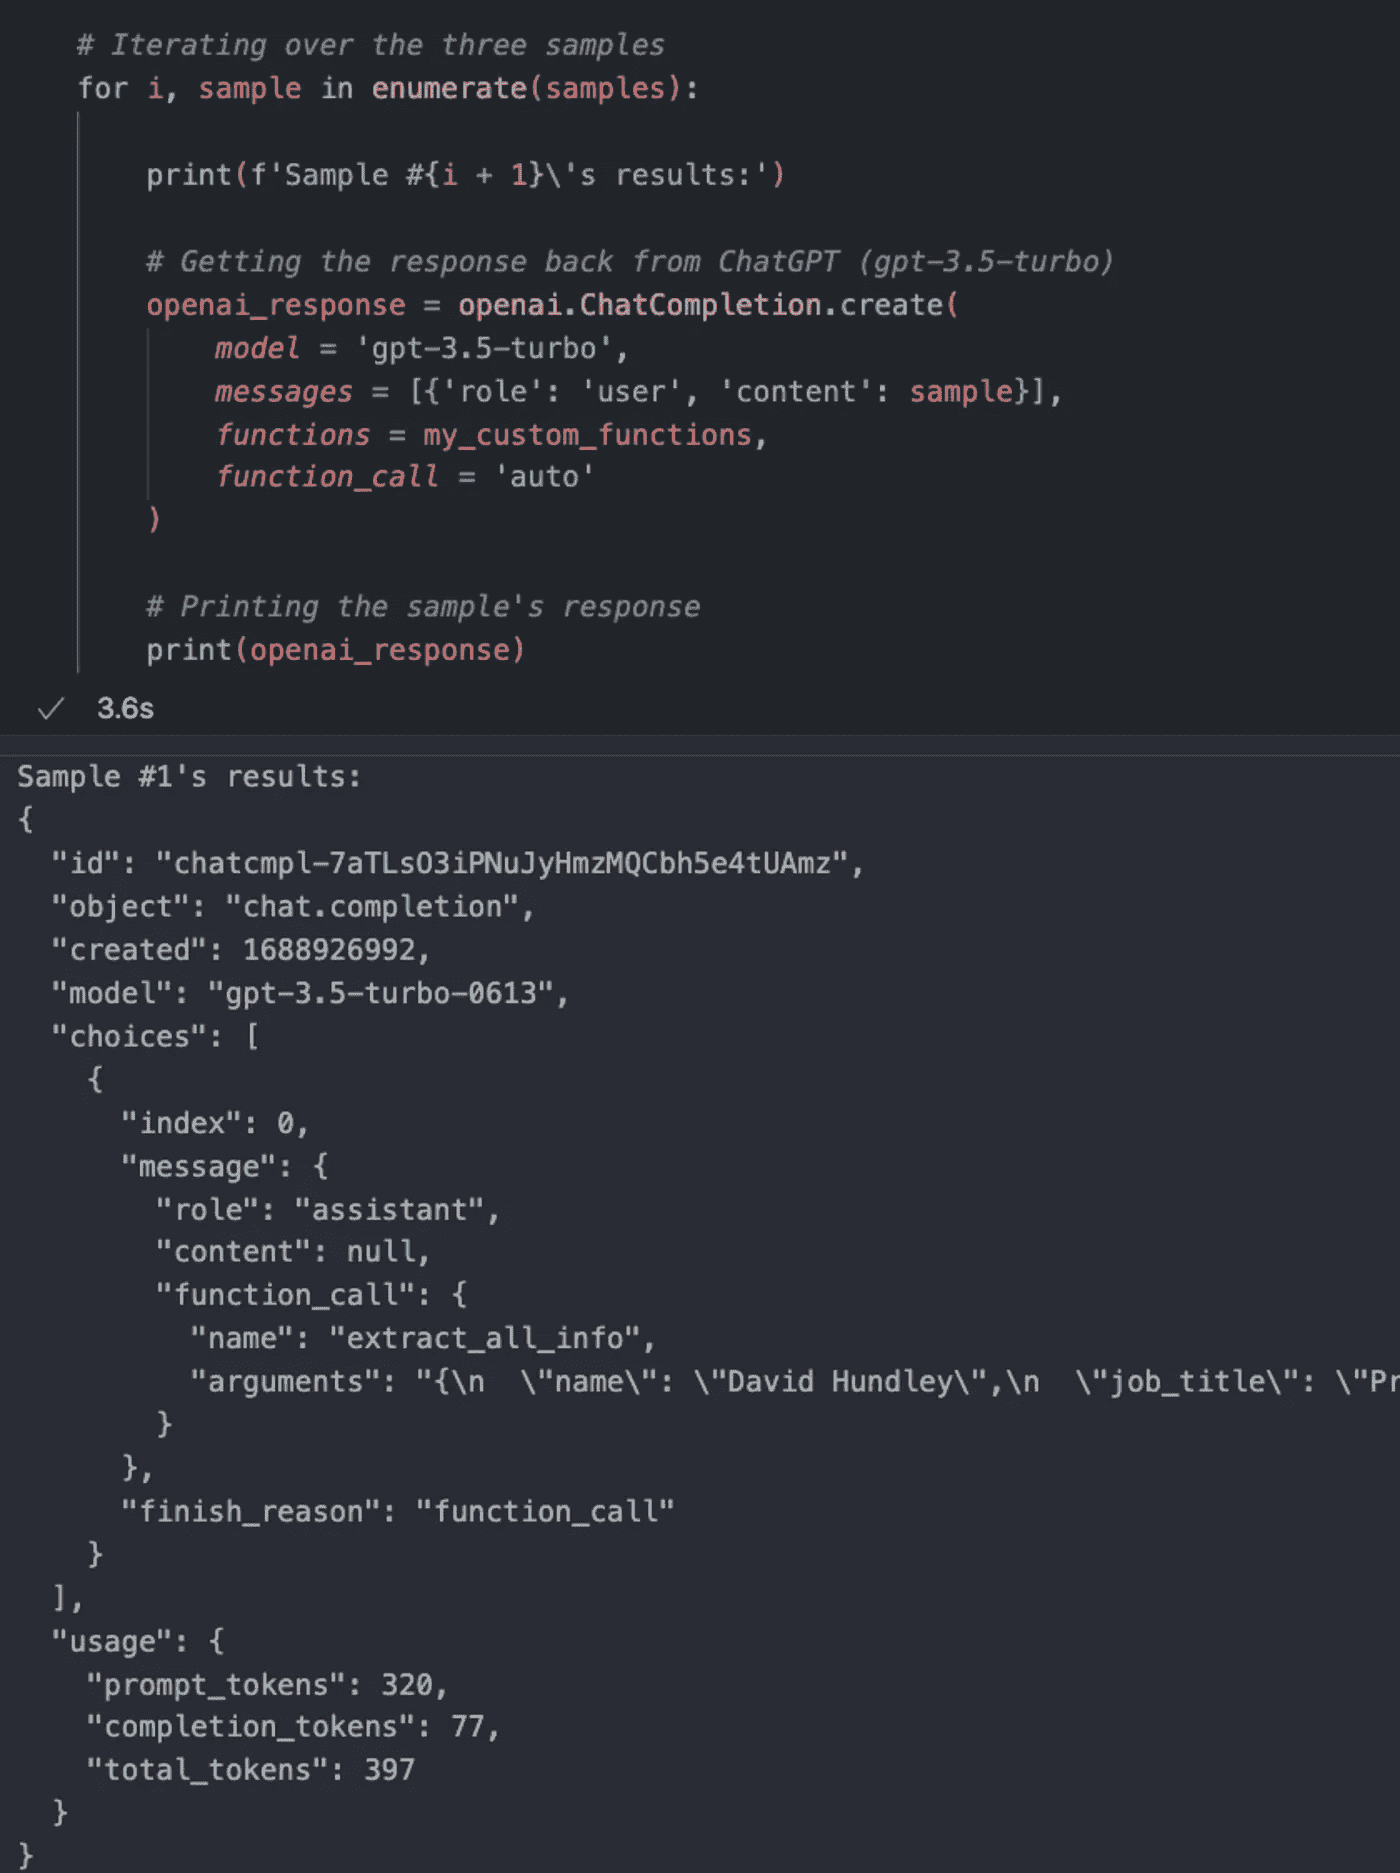 # Iterating over the three samples
for i, sample in enumerate(samples):
print(f'Sample #{i + 1}\'s results:')
# Getting the response back from ChatGPT (gpt-3.5-turbo)
openai_response = openai.ChatCompletion.create(
model = 'gpt-3.5-turbo',
messages = [{'role': 'user', 'content': sample}],
functions = my_custom_functions,
function_call = 'auto'
)
# Printing the sample's response
print(openai_response)
3.6s
Sample #1's results:
{
"id": "chatcmpl-7aTLsO3iPNuJyHmzMQCbh5e4tUAmz",
"object": "chat.completion",
"created": 1688926992,
"model": "gpt-3.5-turbo-0613",
"choices": [
{
"index": 0,
"message": {
"role": "assistant",
"content": null,
"function_call": {
"name": "extract_all_info",
"arguments": "{\n  \"name\": \"David Hundley\",\n  \"job_title\": \"Pr
}
},
"finish_reason": "function_call"
}
],
"usage": {
"prompt_tokens": 320,
"completion_tokens": 77,
"total_tokens": 397
}
}